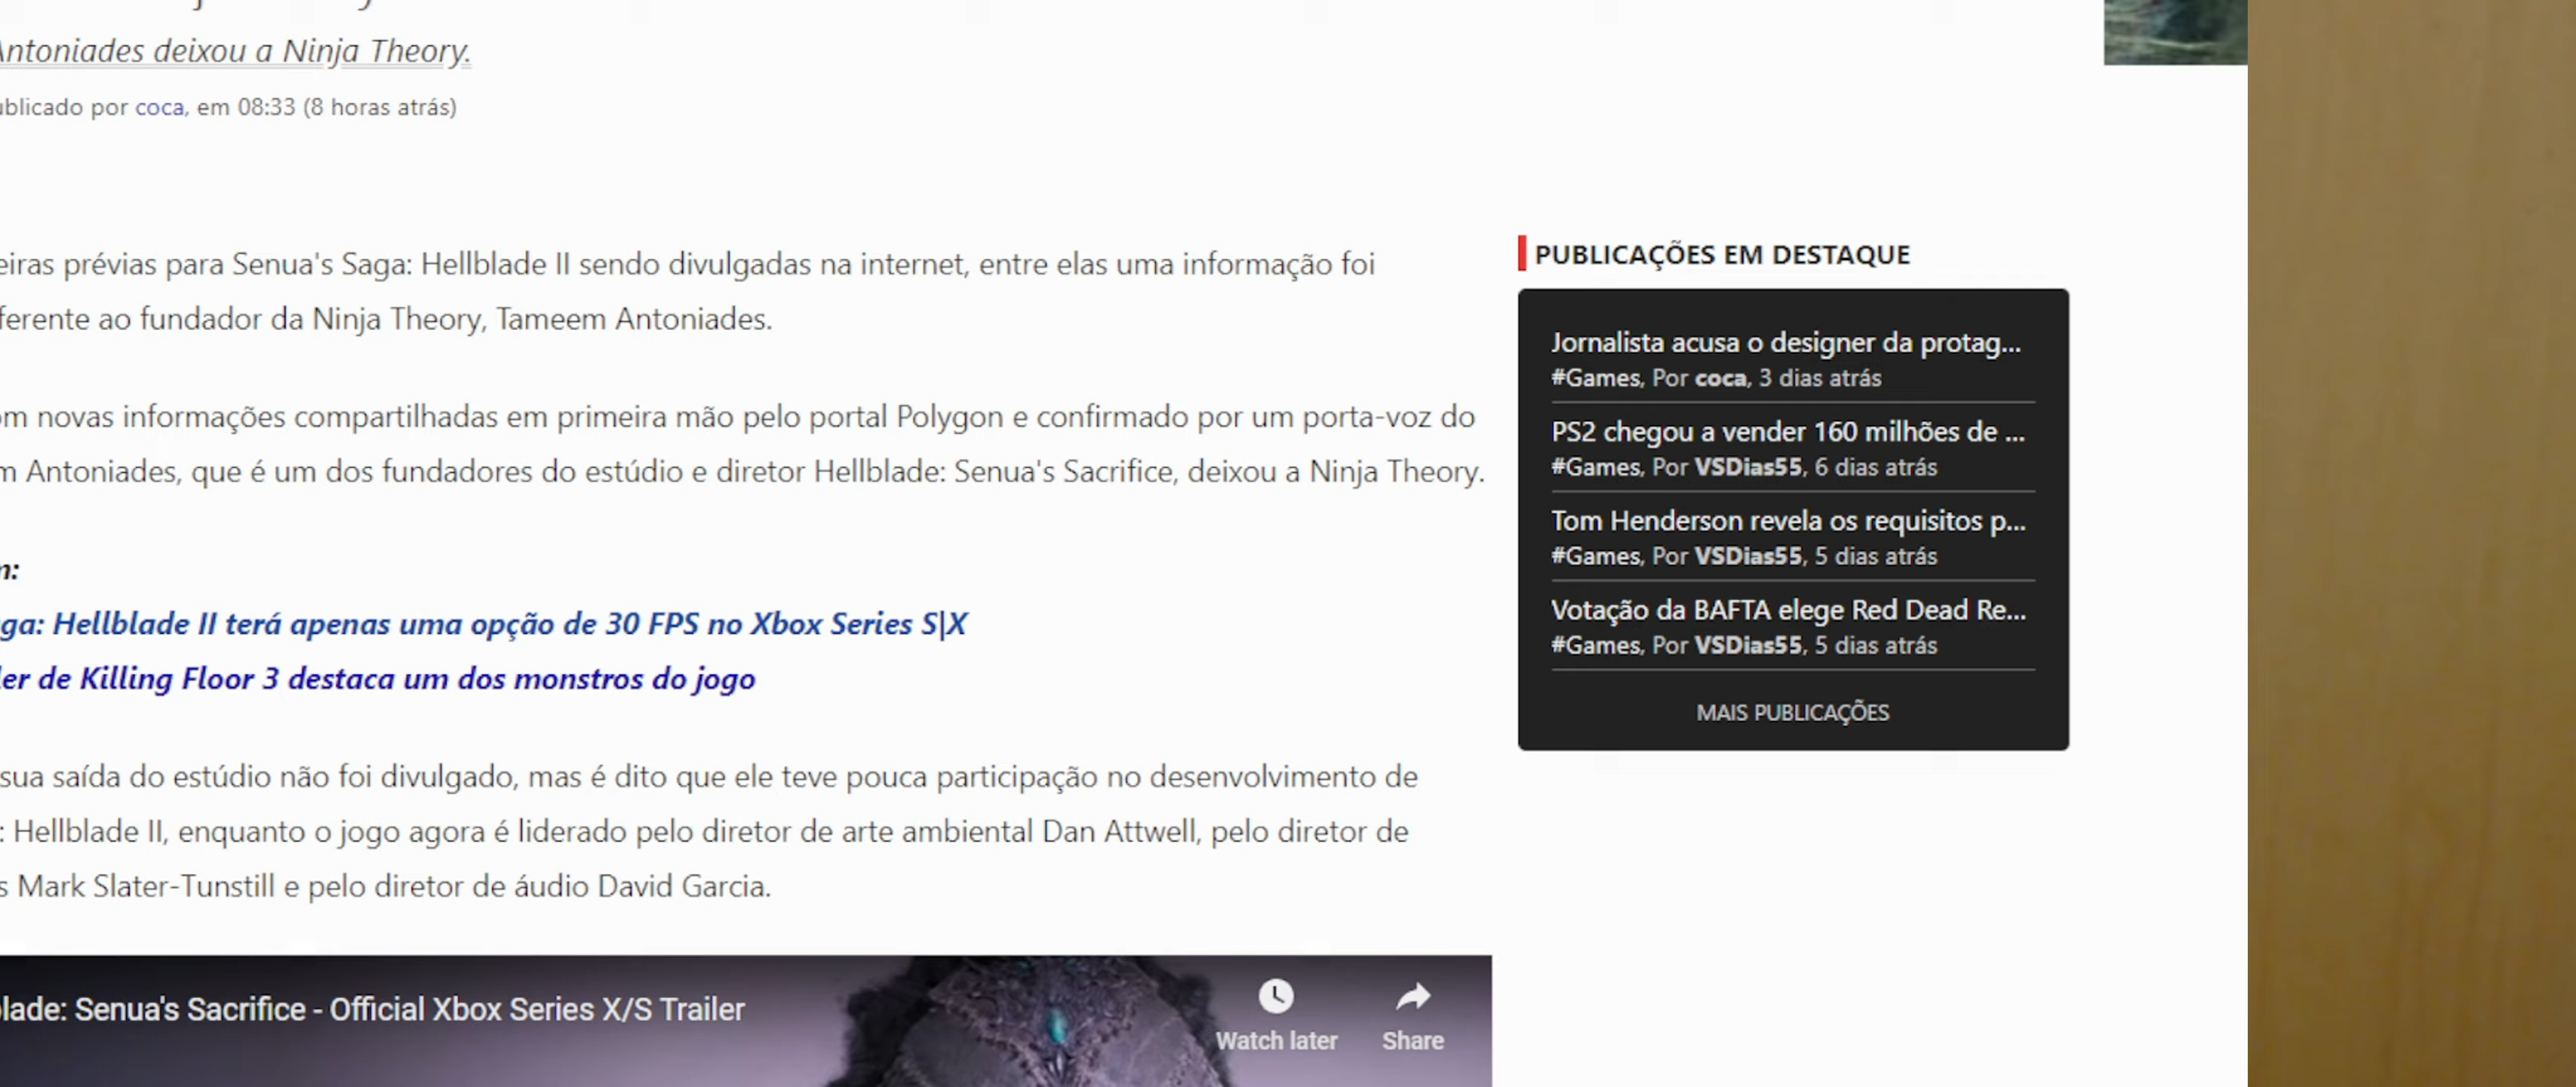 Antoniades deixou a Ninja Theory.
ublicado por coca, em 08:33 (8 horas atrás)
eiras prévias para Senua's Saga: Hellblade II sendo divulgadas na internet, entre elas uma informação foi
ferente ao fundador da Ninja Theory, Tameem Antoniades.
om novas informações compartilhadas em primeira mão pelo portal Polygon e confirmado por um porta-voz do
m Antoniades, que é um dos fundadores do estúdio e diretor Hellblade: Senua's Sacrifice, deixou a Ninja Theory.
m:
ga: Hellblade II terá apenas uma opção de 30 FPS no Xbox Series S|X
ler de Killing Floor 3 destaca um dos monstros do jogo
sua saída do estúdio não foi divulgado, mas é dito que ele teve pouca participação no desenvolvimento de
: Hellblade II, enquanto o jogo agora é liderado pelo diretor de arte ambiental Dan Attwell, pelo diretor de
s Mark Slater-Tunstill e pelo diretor de áudio David Garcia.
lade: Senua's Sacrifice - Official Xbox Series X/S Trailer
Watch later
Share
PUBLICAÇÕES EM DESTAQUE
Jornalista acusa o designer da protag...
#Games, Por coca, 3 dias atrás
PS2 chegou a vender 160 milhões de ...
#Games, Por VSDias55, 6 dias atrás
Tom Henderson revela os requisitos p...
#Games, Por VSDias55, 5 dias atrás
Votação da BAFTA elege Red Dead Re...
#Games, Por VSDias55, 5 dias atrás
MAIS PUBLICAÇÕES